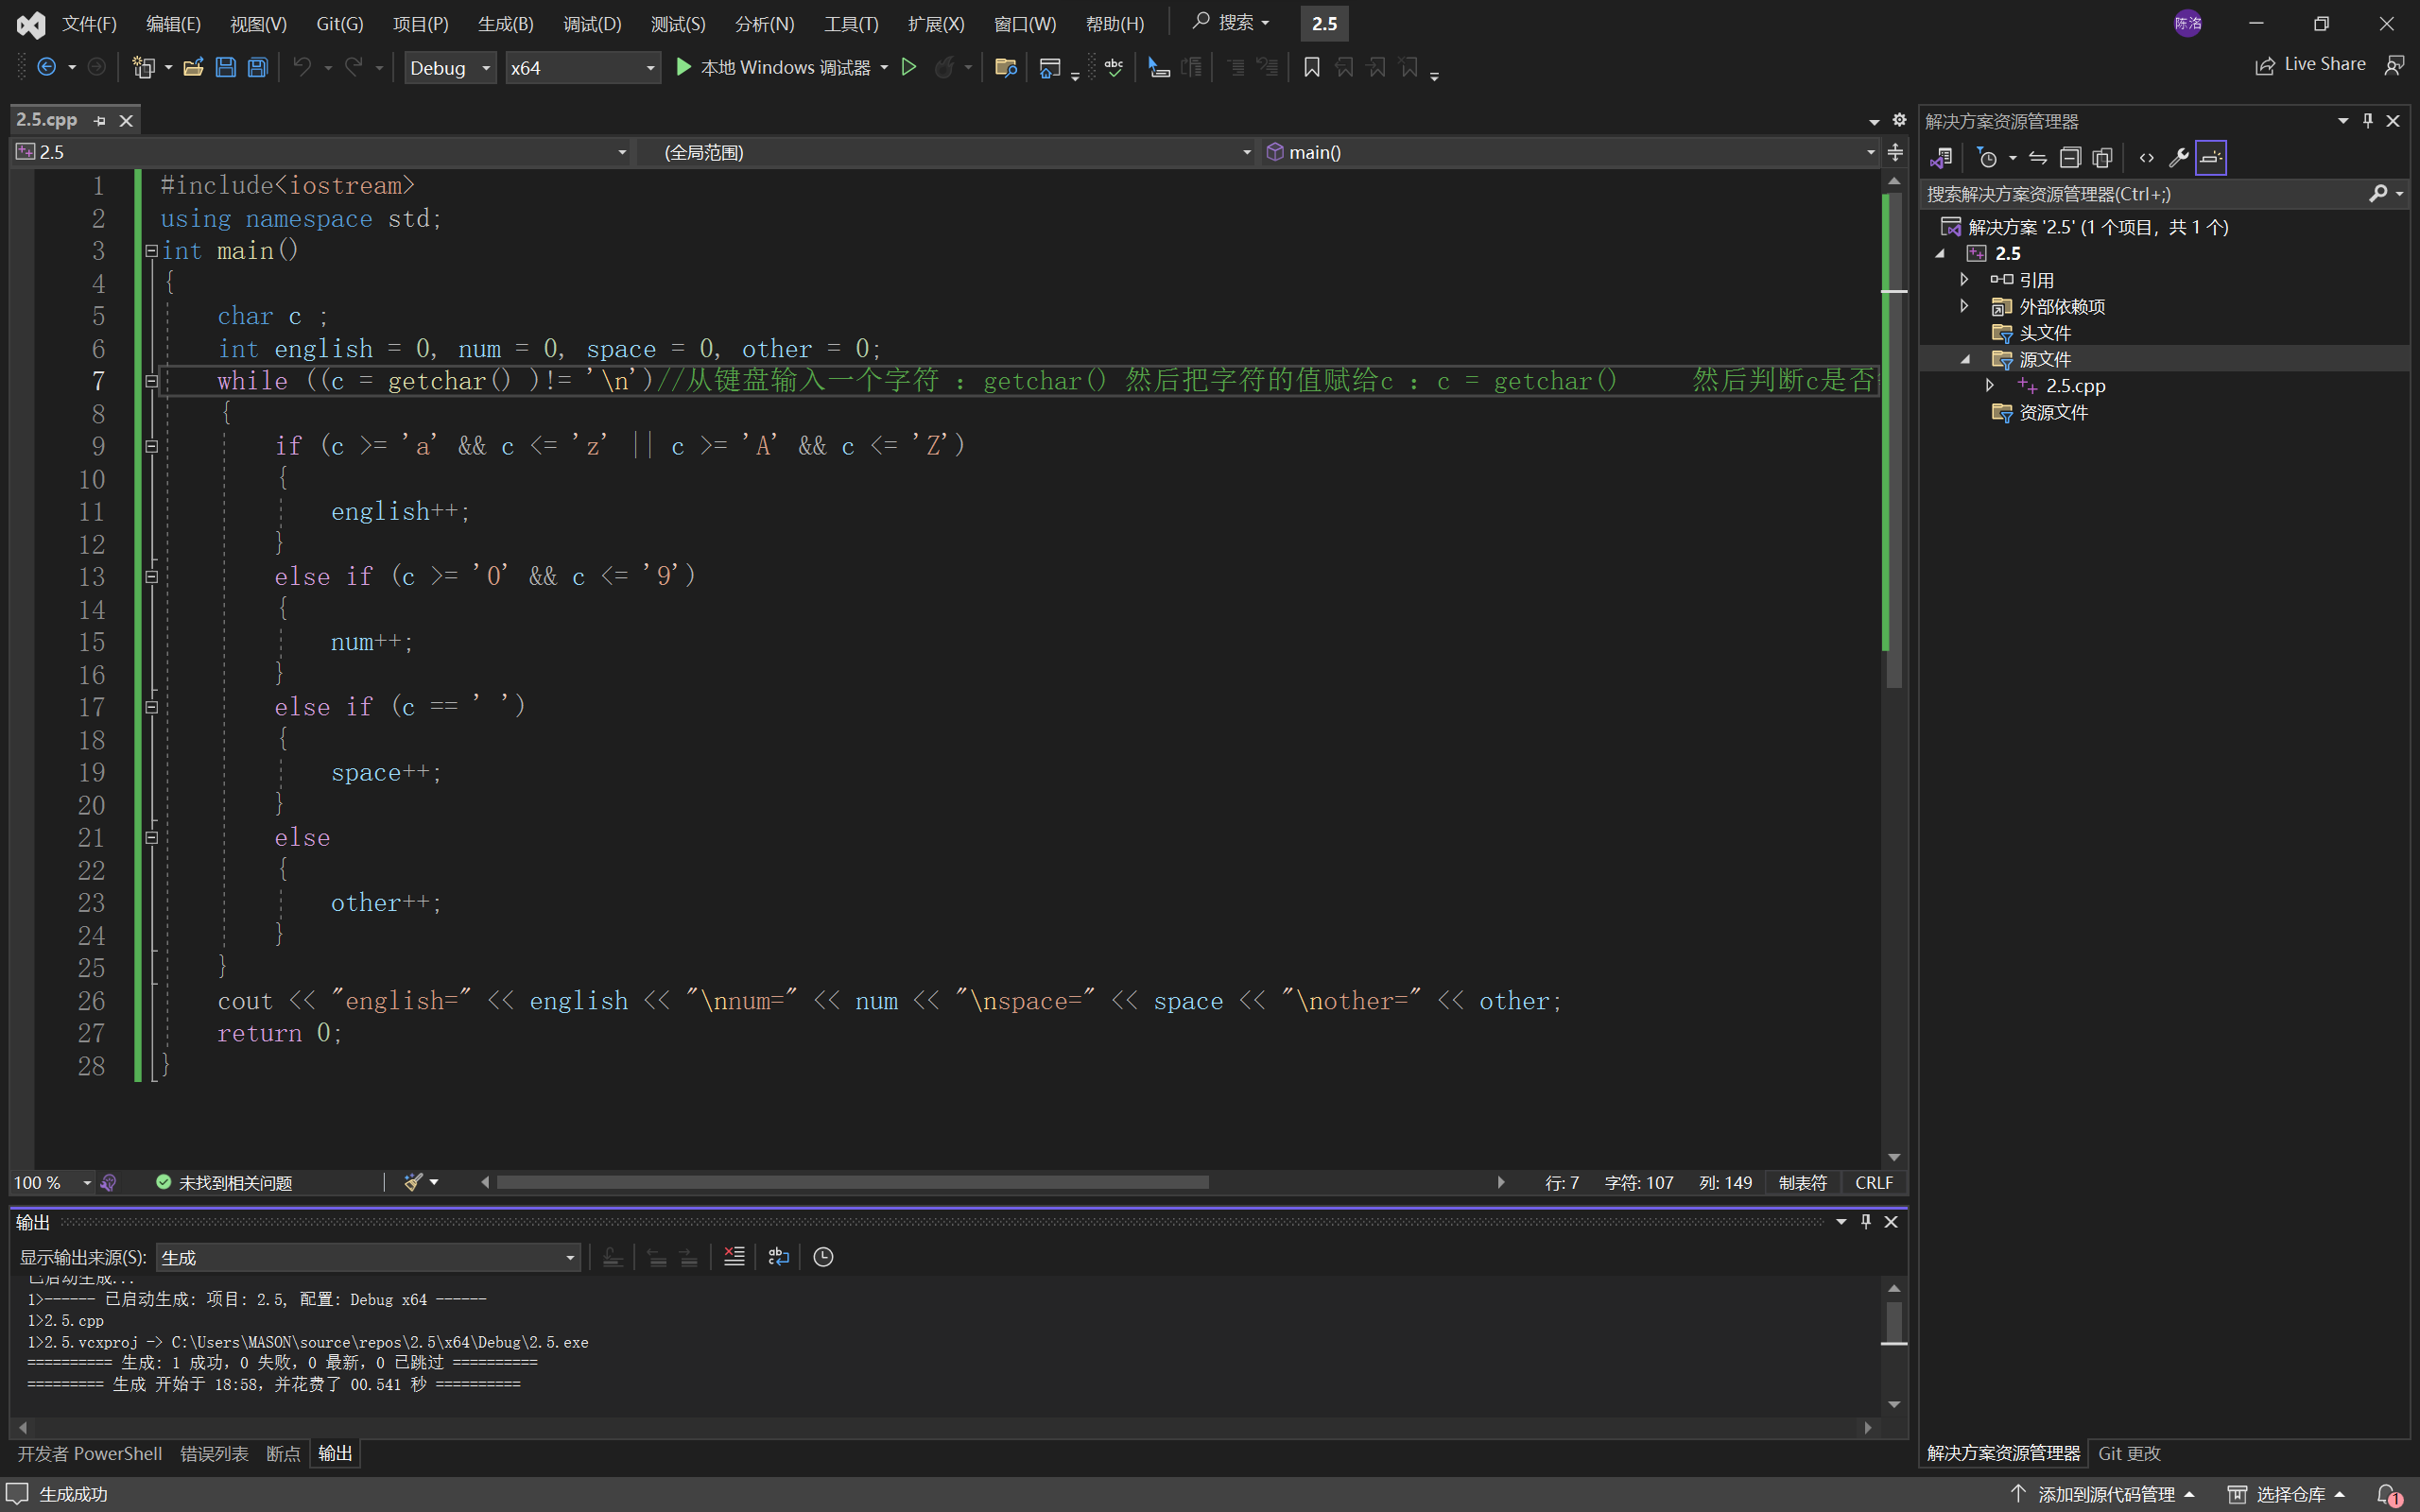 文件(F) 编辑(E) 视图(V) Git(G) 项目(P) 生成(B) 调试(D) 测试(S) 分析(N) 工具(T) 扩展(X) 窗口(W) 帮助(H) 搜索 2.5 陈洛
Debug x64 本地 Windows 调试器 Live Share
2.5.cpp
2.5 (全局范围) main()
1 #include<iostream>
2 using namespace std;
3 int main()
4 {
5 char c ;
6 int english = 0, num = 0, space = 0, other = 0;
7 while ((c = getchar() )!= '\n')//从键盘输入一个字符 : getchar() 然后把字符的值赋给c : c = getchar() 然后判断c是否
8 {
9 if (c >= 'a' && c <= 'z' || c >= 'A' && c <= 'Z')
10 {
11 english++;
12 }
13 else if (c >= '0' && c <= '9')
14 {
15 num++;
16 }
17 else if (c == ' ')
18 {
19 space++;
20 }
21 else
22 {
23 other++;
24 }
25 }
26 cout << "english=" << english << "\nnum=" << num << "\nspace=" << space << "\nother=" << other;
27 return 0;
28 }
100 % 未找到相关问题 行: 7 字符: 107 列: 149 制表符 CRLF
输出
显示输出来源(S): 生成
已启动生成...
1>------ 已启动生成: 项目: 2.5, 配置: Debug x64 ------
1>2.5.cpp
1>2.5.vcxproj -> C:\Users\MASON\source\repos\2.5\x64\Debug\2.5.exe
========== 生成: 1 成功，0 失败，0 最新，0 已跳过 ==========
========= 生成 开始于 18:58，并花费了 00.541 秒 ==========
开发者 PowerShell 错误列表 断点 输出
解决方案资源管理器
搜索解决方案资源管理器(Ctrl+;)
解决方案 '2.5' (1 个项目，共 1 个)
2.5
引用
外部依赖项
头文件
源文件
2.5.cpp
资源文件
解决方案资源管理器 Git 更改
生成成功 添加到源代码管理 选择仓库 1